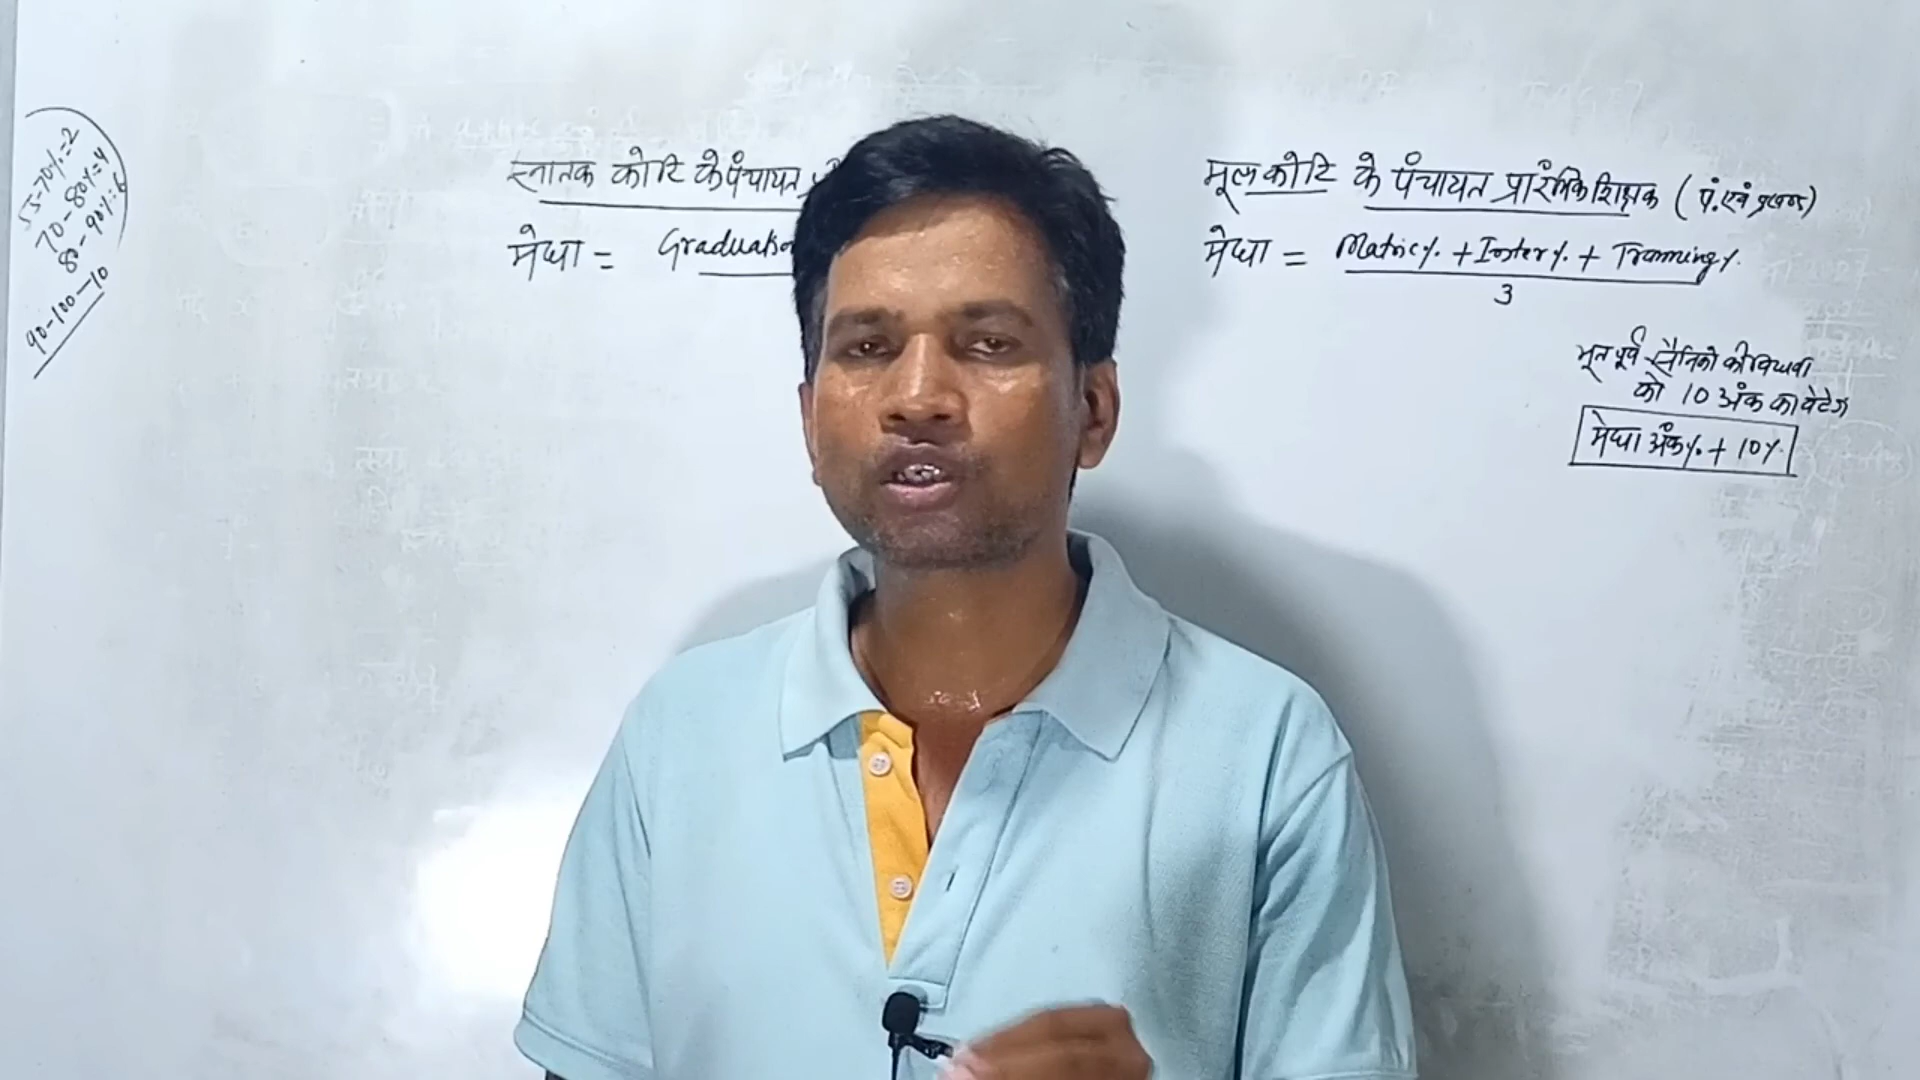 55-70%=2
70-80%=4
80-90%=6
90-100-10
स्नातक कोटि के पंचायत
मेधा = Graduation
मूल कोटि के पंचायत प्रारंभिक शिक्षक (पं. एवं प्रखण्ड)
मेधा = Matric% + Inter% + Tranning%
3
भूतपूर्व सैनिको की विधवा
को 10 अंक का वेटेज
मेधा अंक% + 10%